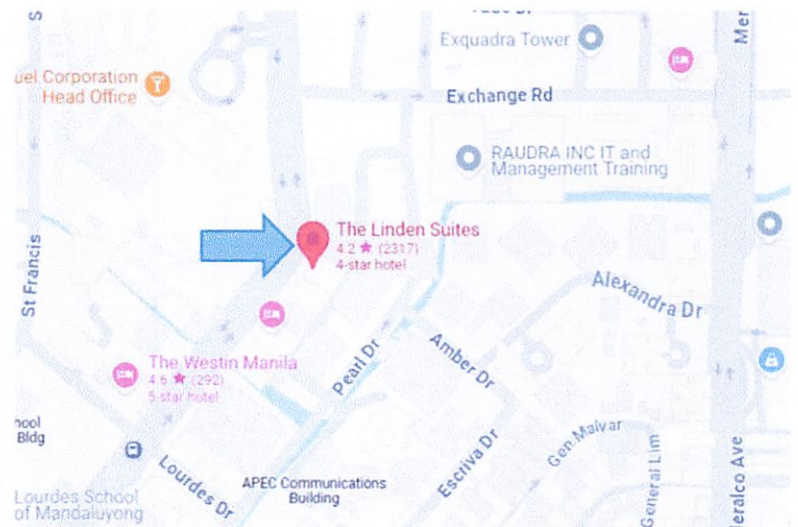 S
Exquadra Tower
Mer
uel Corporation
Head Office
Exchange Rd
RAUDRA INC IT and
Management Training
The Linden Suites
4.2 ★ (2317)
4-star hotel
St Francis
Alexandra Dr
The Westin Manila
4.6 ★ (292)
5-star hotel
Pearl Dr
Amber Dr
hool
Bldg
Gen.Malvar
Escriva Dr
General Lim
eralco Ave
Lourdes Dr
APEC Communications
Building
Lourdes School
of Mandaluyong